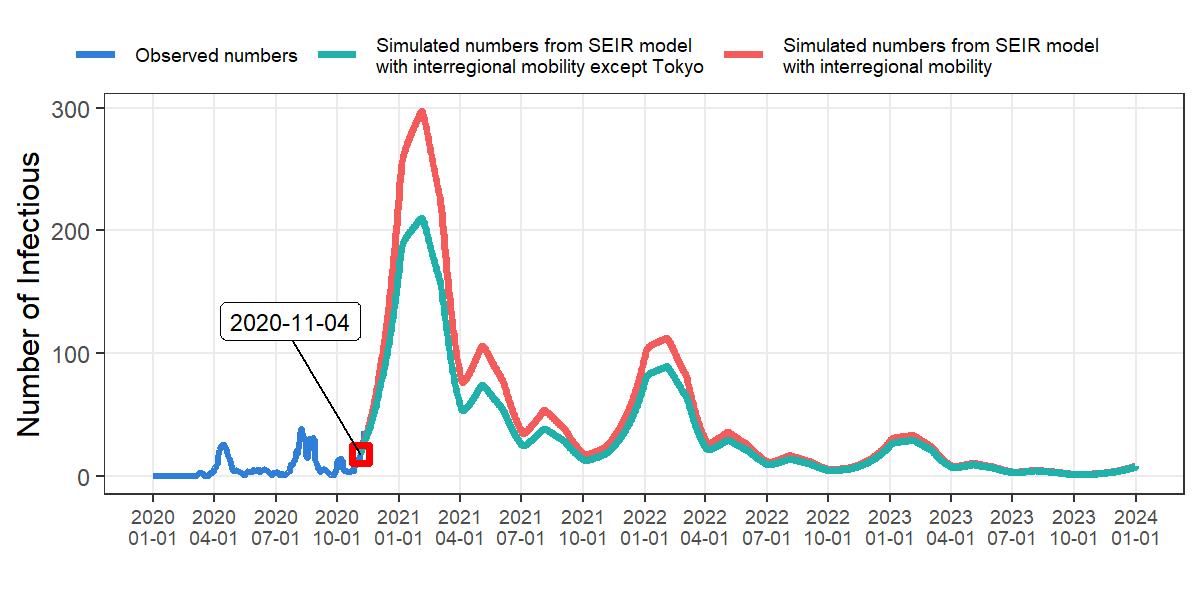 Observed numbers
Simulated numbers from SEIR model
with interregional mobility except Tokyo
Simulated numbers from SEIR model
with interregional mobility
Number of Infectious
300
200
100
0
2020-11-04
2020 2020 2020 2020 2021 2021 2021 2021 2022 2022 2022 2022 2023 2023 2023 2023 2024
01-01 04-01 07-01 10-01 01-01 04-01 07-01 10-01 01-01 04-01 07-01 10-01 01-01 04-01 07-01 10-01 01-01